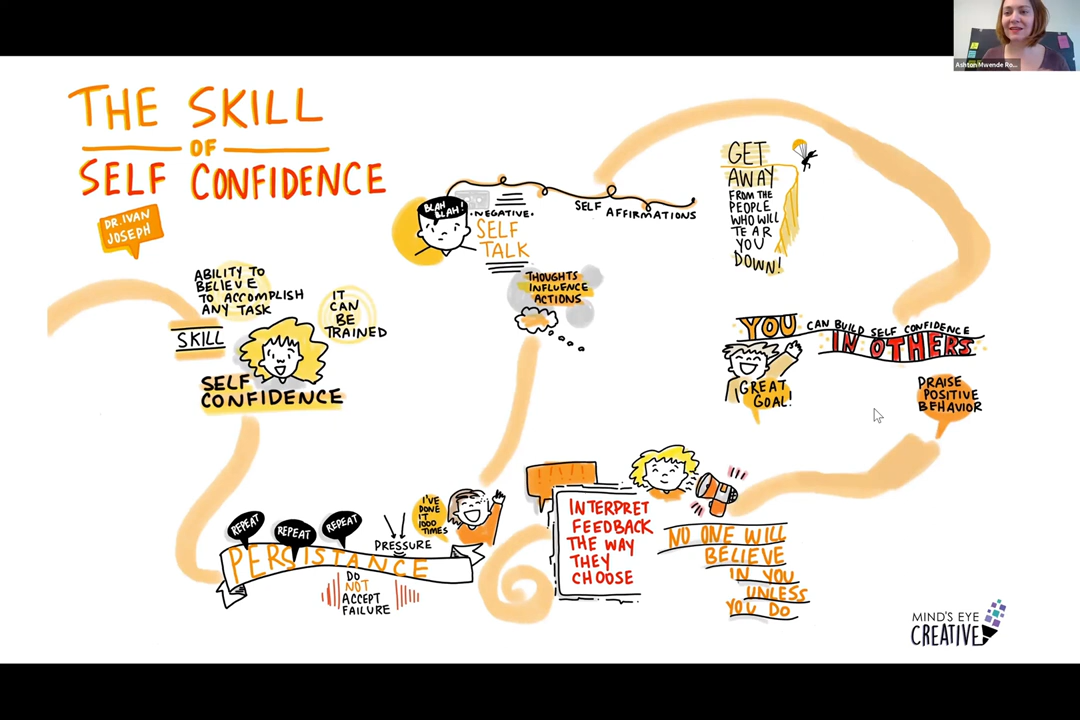 Ashton Mwende Ro...
THE SKILL
OF
SELF CONFIDENCE
DR. IVAN
JOSEPH
ABILITY TO
BELIEVE
TO ACCOMPLISH
ANY TASK
IT
CAN
BE
TRAINED
SKILL
SELF
CONFIDENCE
REPEAT
REPEAT
REPEAT
PERSISTANCE
PRESSURE
I'VE
DONE
IT
1000
TIMES
DO
NOT
ACCEPT
FAILURE
BLAH
BLAH!
·NEGATIVE·
SELF
TALK
SELF AFFIRMATIONS
THOUGHTS
INFLUENCE
ACTIONS
GET
AWAY
FROM THE
PEOPLE
WHO WILL
TEAR
YOU
DOWN!
YOU CAN BUILD SELF CONFIDENCE
IN OTHERS
GREAT
GOAL!
PRAISE
POSITIVE
BEHAVIOR
INTERPRET
FEEDBACK
THE WAY
THEY
CHOOSE
NO ONE WILL
BELIEVE
IN YOU
UNLESS
YOU DO
MIND'S EYE
CREATIVE